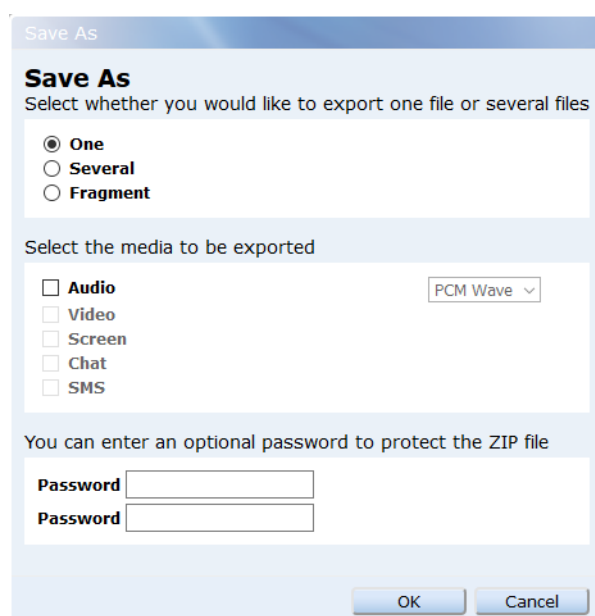 Save As
Save As
Select whether you would like to export one file or several files
One
Several
Fragment
Select the media to be exported
Audio PCM Wave
Video
Screen
Chat
SMS
You can enter an optional password to protect the ZIP file
Password
Password
OK Cancel